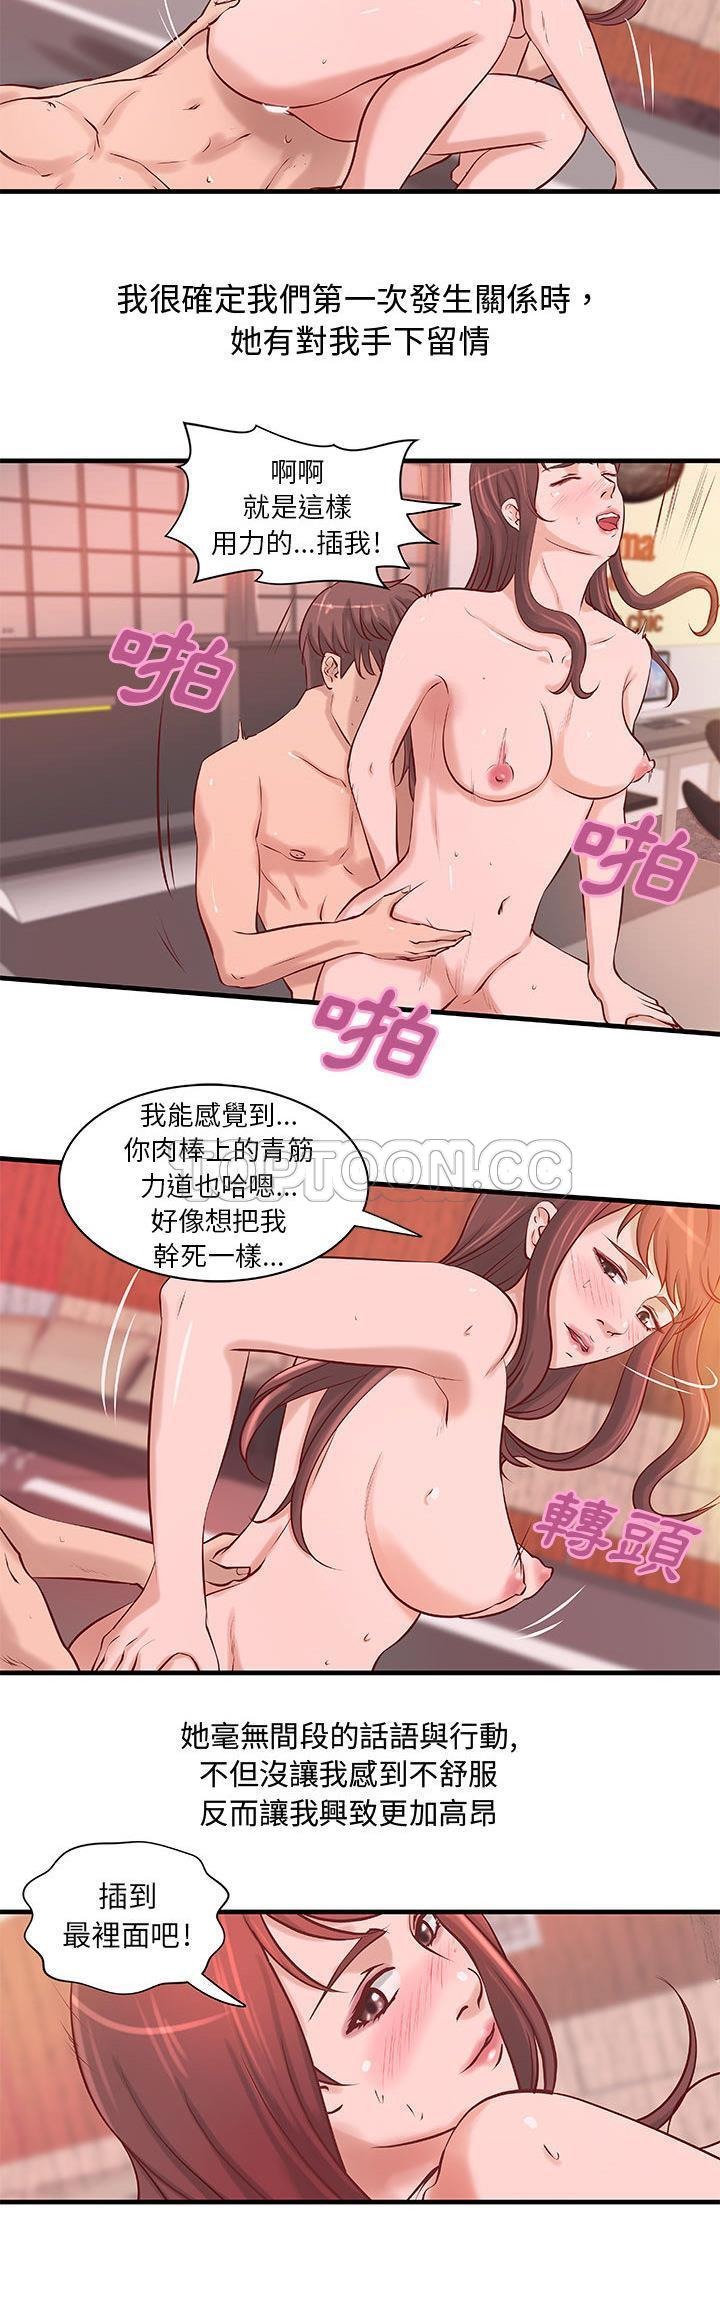 我很確定我們第一次發生關係時，
她有對我手下留情
啊啊
就是這樣
用力的...插我!
ma
chic
啪
啪
啪
我能感覺到...
你肉棒上的青筋
力道也哈嗯...
好像想把我
幹死一樣...
TOPTOON.CC
轉頭
她毫無間段的話語與行動,
不但沒讓我感到不舒服
反而讓我興致更加高昂
插到
最裡面吧!